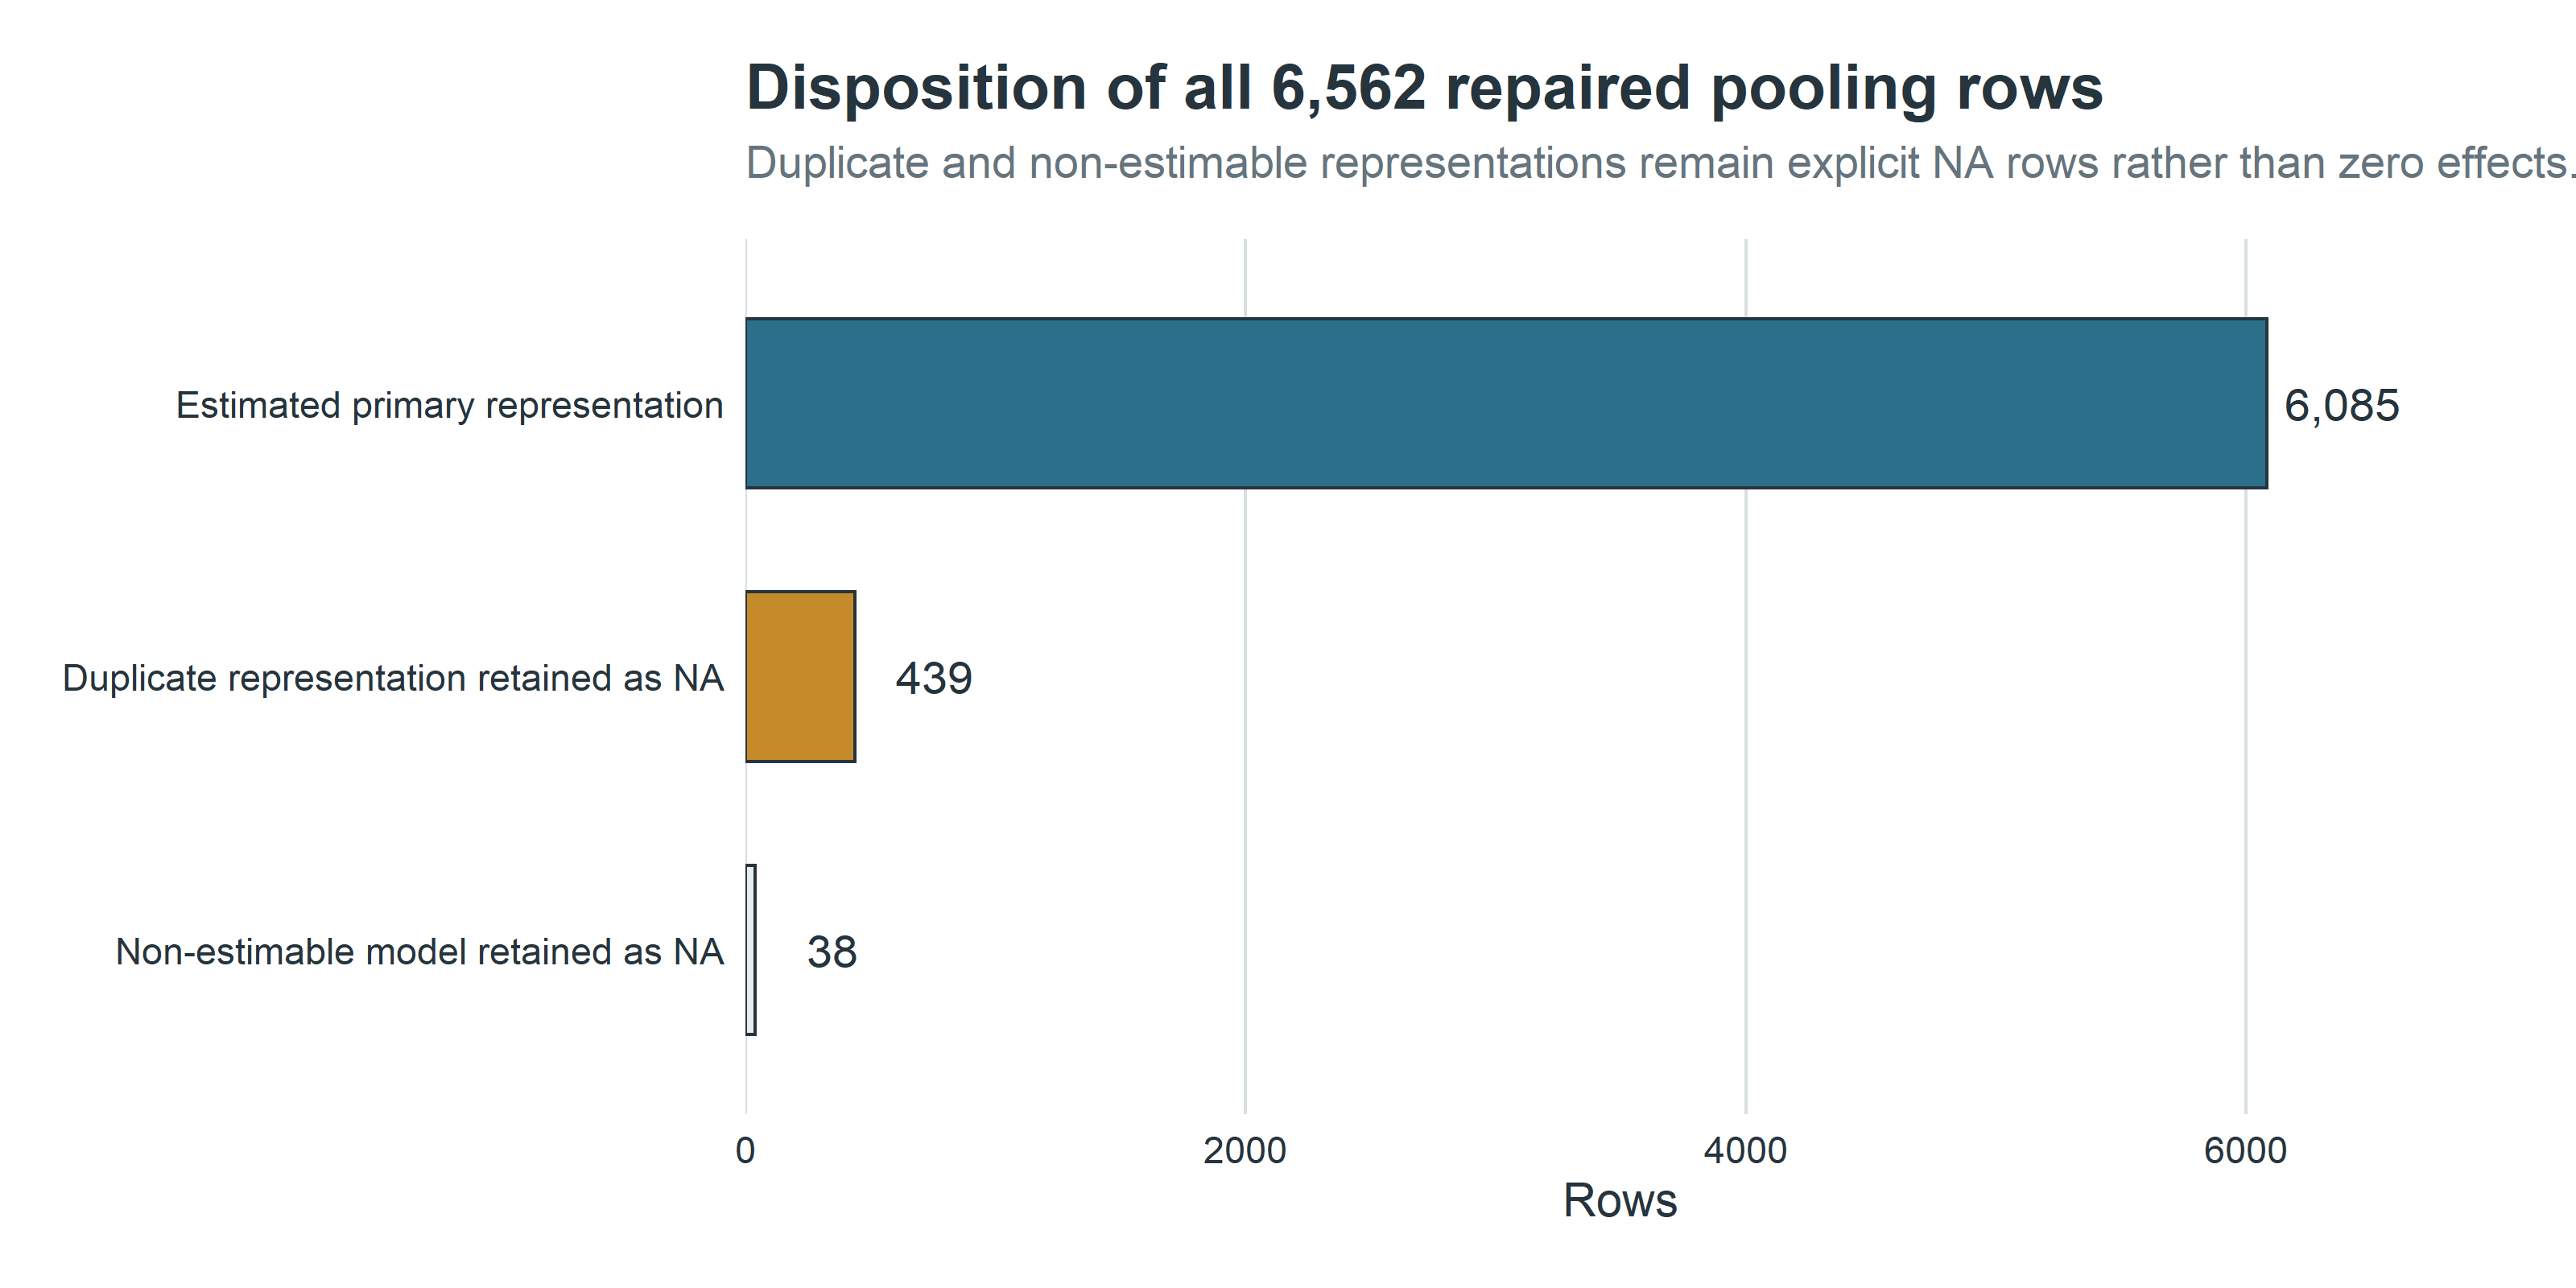 Disposition of all 6,562 repaired pooling rows
Duplicate and non-estimable representations remain explicit NA rows rather than zero effects.
Estimated primary representation
6,085
Duplicate representation retained as NA
439
Non-estimable model retained as NA
38
0 2000 4000 6000
Rows